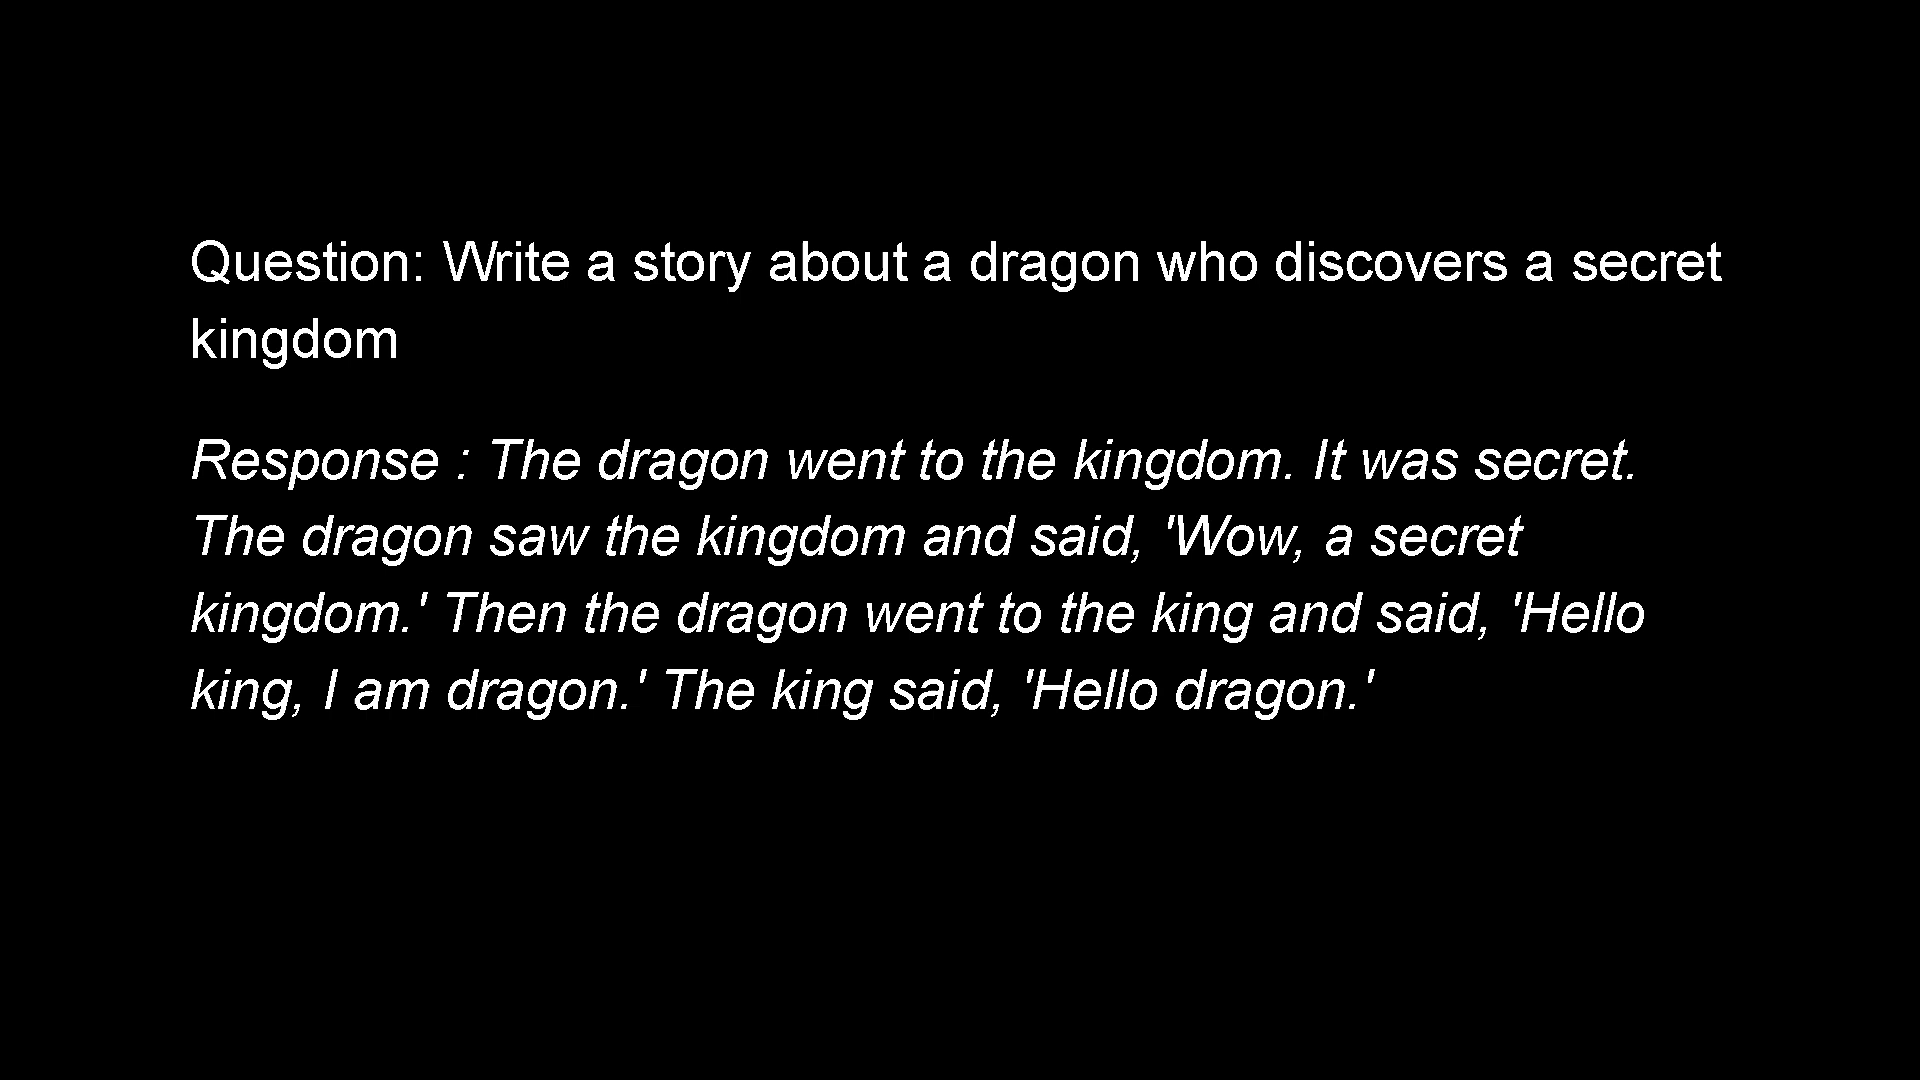 Question: Write a story about a dragon who discovers a secret
kingdom
Response : The dragon went to the kingdom. It was secret.
The dragon saw the kingdom and said, 'Wow, a secret
kingdom.' Then the dragon went to the king and said, 'Hello
king, I am dragon.' The king said, 'Hello dragon.'